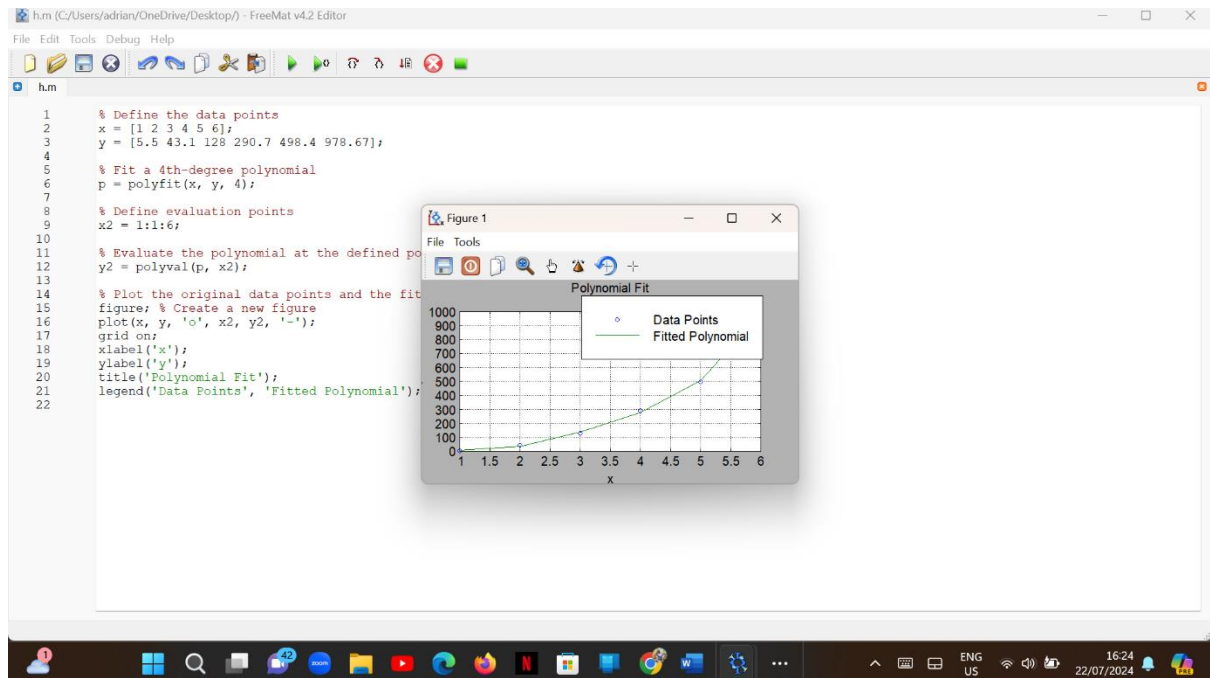 h.m (C:/Users/adrian/OneDrive/Desktop/) - FreeMat v4.2 Editor
File Edit Tools Debug Help
h.m
1 % Define the data points
2 x = [1 2 3 4 5 6];
3 y = [5.5 43.1 128 290.7 498.4 978.67];
4
5 % Fit a 4th-degree polynomial
6 p = polyfit(x, y, 4);
7
8 % Define evaluation points
9 x2 = 1:1:6;
10
11 % Evaluate the polynomial at the defined po
12 y2 = polyval(p, x2);
13
14 % Plot the original data points and the fit
15 figure; % Create a new figure
16 plot(x, y, 'o', x2, y2, '-');
17 grid on;
18 xlabel('x');
19 ylabel('y');
20 title('Polynomial Fit');
21 legend('Data Points', 'Fitted Polynomial');
22
Figure 1
File Tools
Polynomial Fit
Data Points
Fitted Polynomial
1000
900
800
700
600
500
400
300
200
100
0
1 1.5 2 2.5 3 3.5 4 4.5 5 5.5 6
x
1
42
zoom
N
W
ENG
US
16:24
22/07/2024
PRE